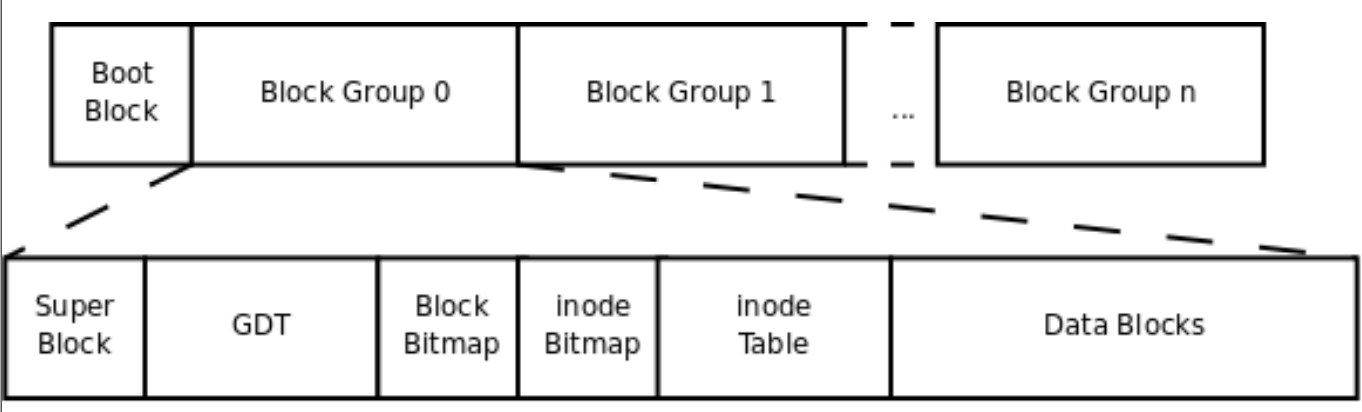 Boot
Block
Block Group 0
Block Group 1
...
Block Group n
Super
Block
GDT
Block
Bitmap
inode
Bitmap
inode
Table
Data Blocks